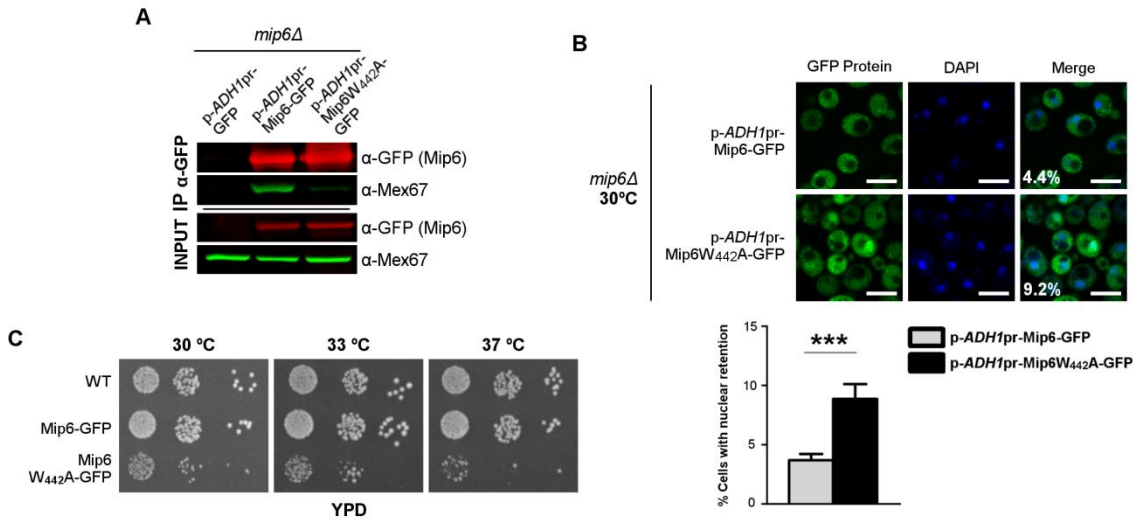 A
mip6Δ
p-ADH1pr-
GFP
p-ADH1pr-
Mip6-GFP
p-ADH1pr-
Mip6W442A-
GFP
IP α-GFP
α-GFP (Mip6)
α-Mex67
INPUT
α-GFP (Mip6)
α-Mex67
B
GFP Protein DAPI Merge
mip6Δ
30ºC
p-ADH1pr-
Mip6-GFP
4.4%
p-ADH1pr-
Mip6W442A-GFP
9.2%
% Cells with nuclear retention
15
10
5
0
***
p-ADH1pr-Mip6-GFP
p-ADH1pr-Mip6W442A-GFP
C
30 ºC 33 ºC 37 ºC
WT
Mip6-GFP
Mip6
W442A-GFP
YPD